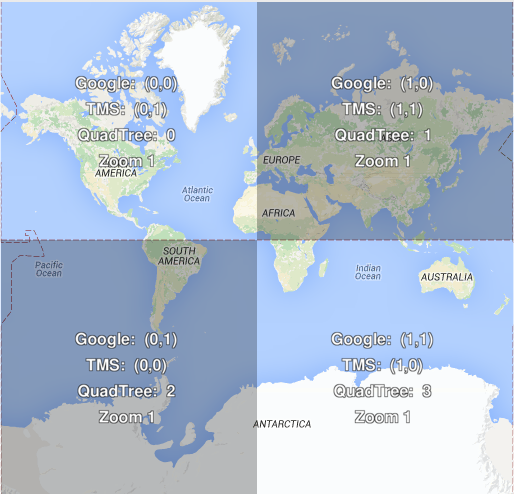 Google: (0,0)
TMS: (0,1)
QuadTree: 0
Zoom 1
AMERICA
Google: (1,0)
TMS: (1,1)
QuadTree: 1
Zoom 1
EUROPE
AFRICA
Atlantic
Ocean
SOUTH
AMERICA
Pacific
Ocean
Indian
Ocean
AUSTRALIA
Google: (0,1)
TMS: (0,0)
QuadTree: 2
Zoom 1
Google: (1,1)
TMS: (1,0)
QuadTree: 3
Zoom 1
ANTARCTICA